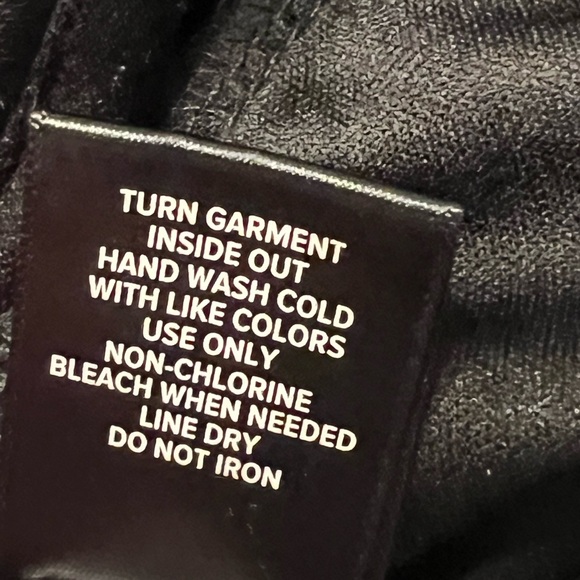 TURN GARMENT
INSIDE OUT
HAND WASH COLD
WITH LIKE COLORS
USE ONLY
NON-CHLORINE
BLEACH WHEN NEEDED
LINE DRY
DO NOT IRON